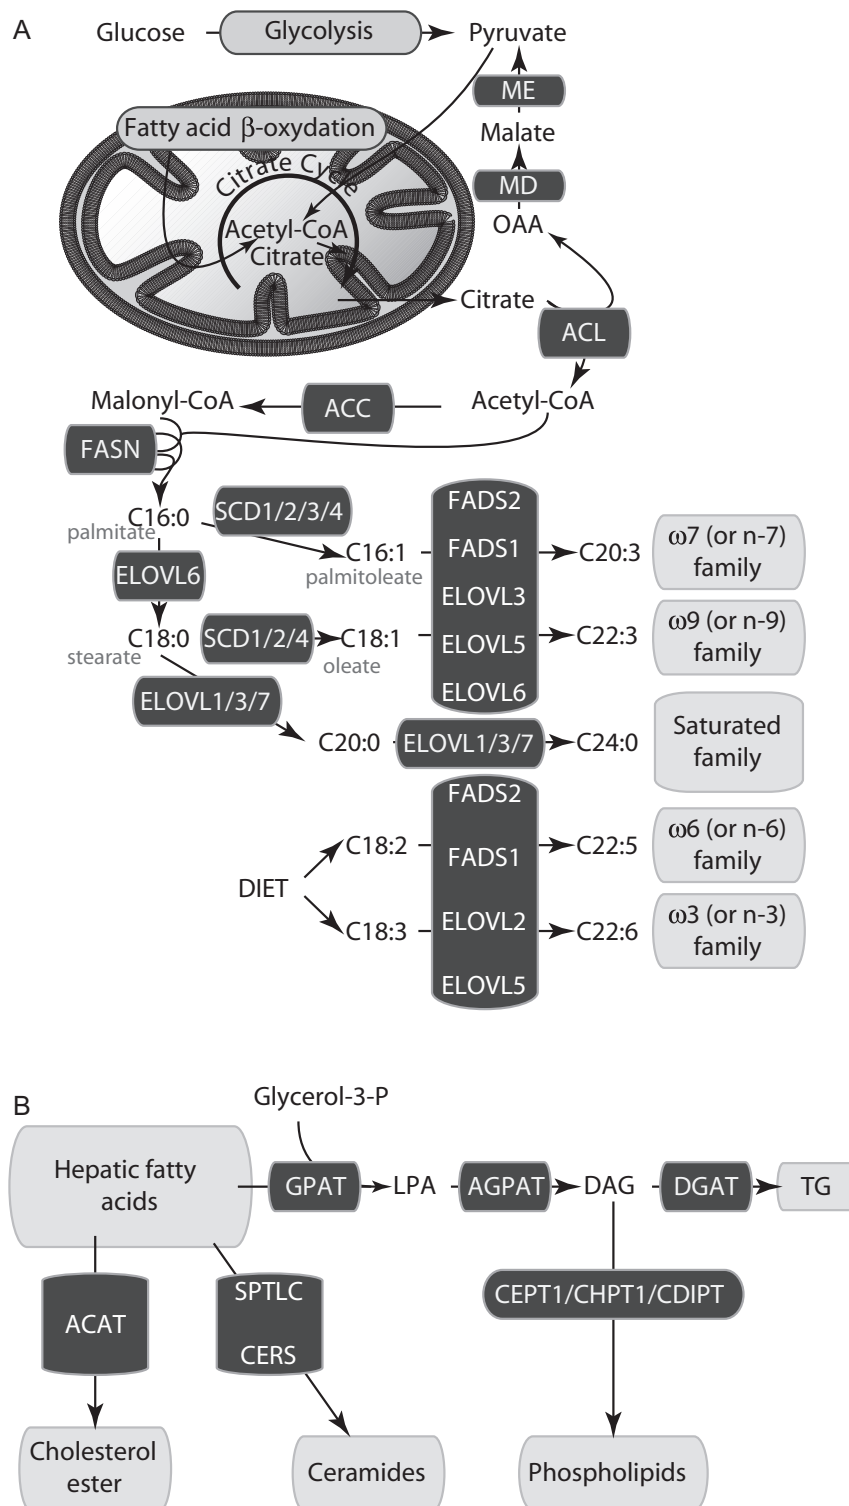 A
Glucose
Glycolysis
Pyruvate
ME
Fatty acid β-oxydation
Malate
Citrate Cycle
MD
Acetyl-CoA
OAA
Citrate
Citrate
ACL
Malonyl-CoA
ACC
Acetyl-CoA
FASN
C16:0
palmitate
SCD1/2/3/4
C16:1
palmitoleate
FADS2
FADS1
ELOVL3
ELOVL5
ELOVL6
C20:3
ω7 (or n-7)
family
ELOVL6
C18:0
stearate
SCD1/2/4
C18:1
oleate
C22:3
ω9 (or n-9)
family
ELOVL1/3/7
C20:0
ELOVL1/3/7
C24:0
Saturated
family
DIET
C18:2
C18:3
FADS2
FADS1
ELOVL2
ELOVL5
C22:5
ω6 (or n-6)
family
C22:6
ω3 (or n-3)
family
B
Glycerol-3-P
Hepatic fatty
acids
GPAT
LPA
AGPAT
DAG
DGAT
TG
ACAT
SPTLC
CERS
CEPT1/CHPT1/CDIPT
Cholesterol
ester
Ceramides
Phospholipids